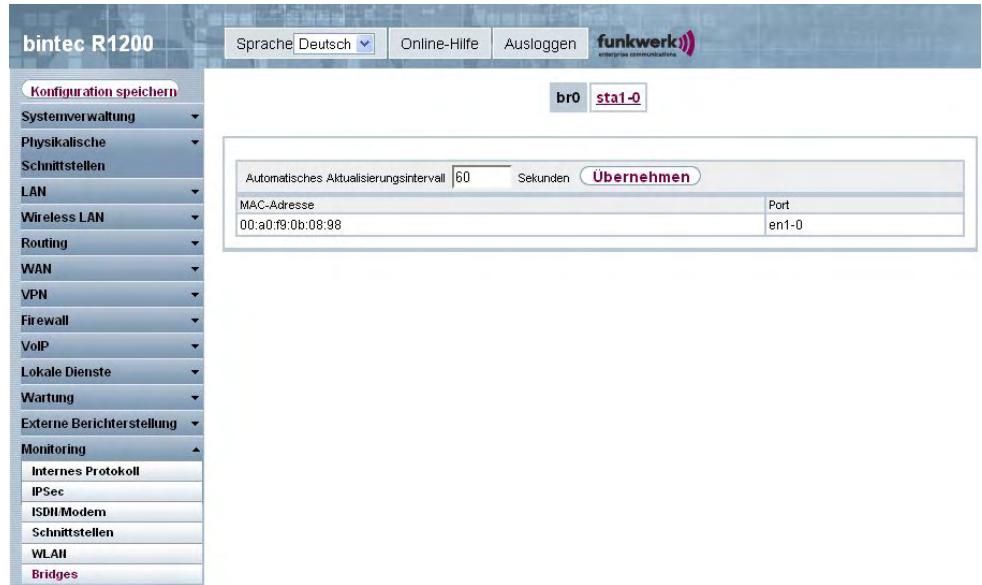 bintec R1200
Sprache Deutsch
Online-Hilfe
Ausloggen
funkwerk
enterprise communications
Konfiguration speichern
Systemverwaltung
Physikalische
Schnittstellen
LAN
Wireless LAN
Routing
WAN
VPN
Firewall
VoIP
Lokale Dienste
Wartung
Externe Berichterstellung
Monitoring
Internes Protokoll
IPSec
ISDN/Modem
Schnittstellen
WLAN
Bridges
br0 sta1-0
Automatisches Aktualisierungsintervall 60 Sekunden Übernehmen
MAC-Adresse Port
00:a0:f9:0b:08:98 en1-0